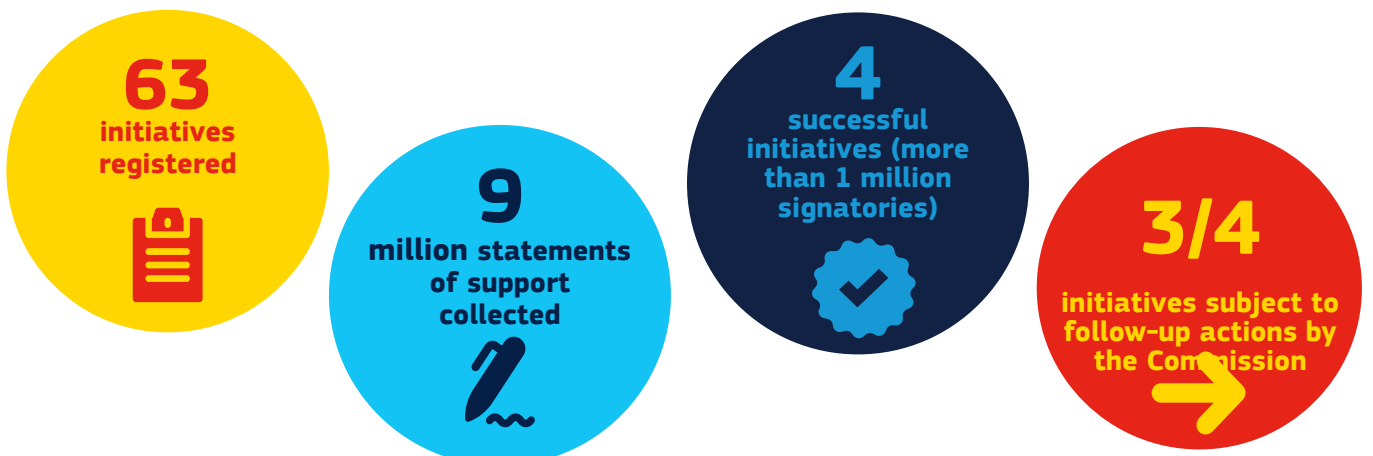 63
initiatives
registered
9
million statements
of support
collected
4
successful
initiatives (more
than 1 million
signatories)
3/4
initiatives subject to
follow-up actions by
the Commission